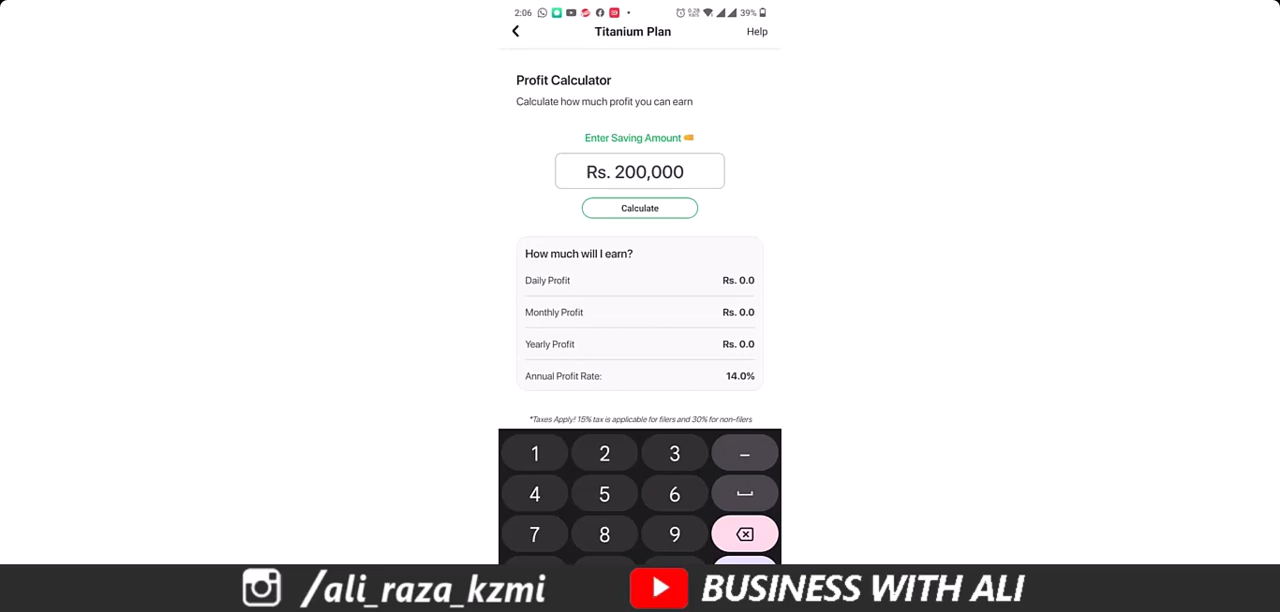 2:06 0.28 KB/S 39%
Titanium Plan Help
Profit Calculator
Calculate how much profit you can earn
Enter Saving Amount
Rs. 200,000
Calculate
How much will I earn?
Daily Profit Rs. 0.0
Monthly Profit Rs. 0.0
Yearly Profit Rs. 0.0
Annual Profit Rate: 14.0%
*Taxes Apply! 15% tax is applicable for filers and 30% for non-filers
1 2 3 –
4 5 6
7 8 9
/ali_raza_kzmi BUSINESS WITH ALI